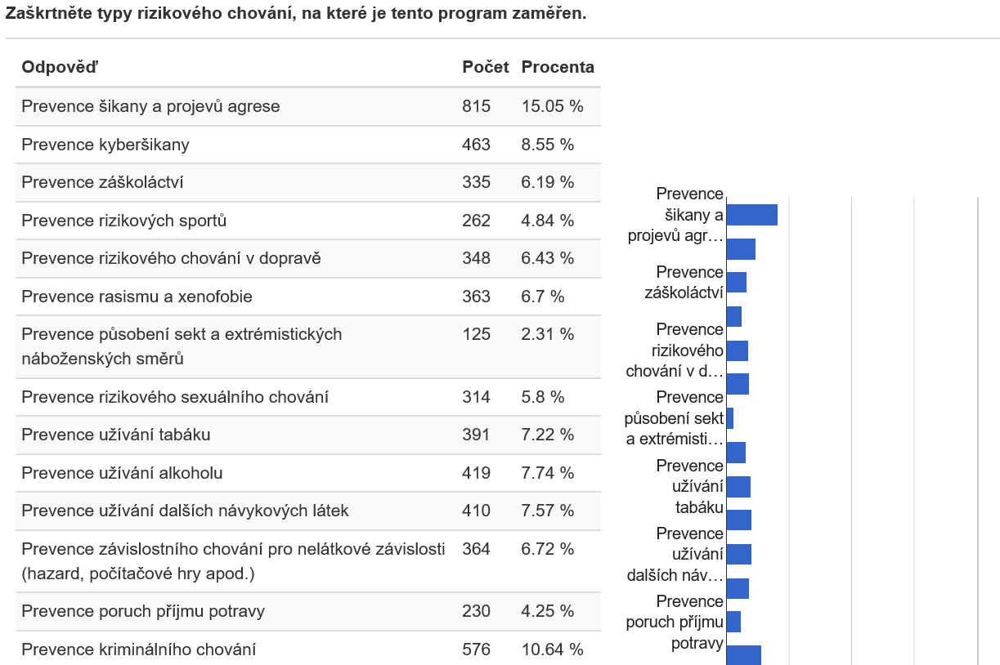 Zaškrtněte typy rizikového chování, na které je tento program zaměřen.
Odpověď Počet Procenta
Prevence šikany a projevů agrese 815 15.05 %
Prevence kyberšikany 463 8.55 %
Prevence záškoláctví 335 6.19 %
Prevence rizikových sportů 262 4.84 %
Prevence rizikového chování v dopravě 348 6.43 %
Prevence rasismu a xenofobie 363 6.7 %
Prevence působení sekt a extrémistických 125 2.31 %
náboženských směrů
Prevence rizikového sexuálního chování 314 5.8 %
Prevence užívání tabáku 391 7.22 %
Prevence užívání alkoholu 419 7.74 %
Prevence užívání dalších návykových látek 410 7.57 %
Prevence závislostního chování pro nelátkové závislosti 364 6.72 %
(hazard, počítačové hry apod.)
Prevence poruch příjmu potravy 230 4.25 %
Prevence kriminálního chování 576 10.64 %
Prevence
šikany a
projevů agr…
Prevence
záškoláctví
Prevence
rizikového
chování v d…
Prevence
působení sekt
a extrémisti…
Prevence
užívání
tabáku
Prevence
užívání
dalších náv…
Prevence
poruch příjmu
potravy